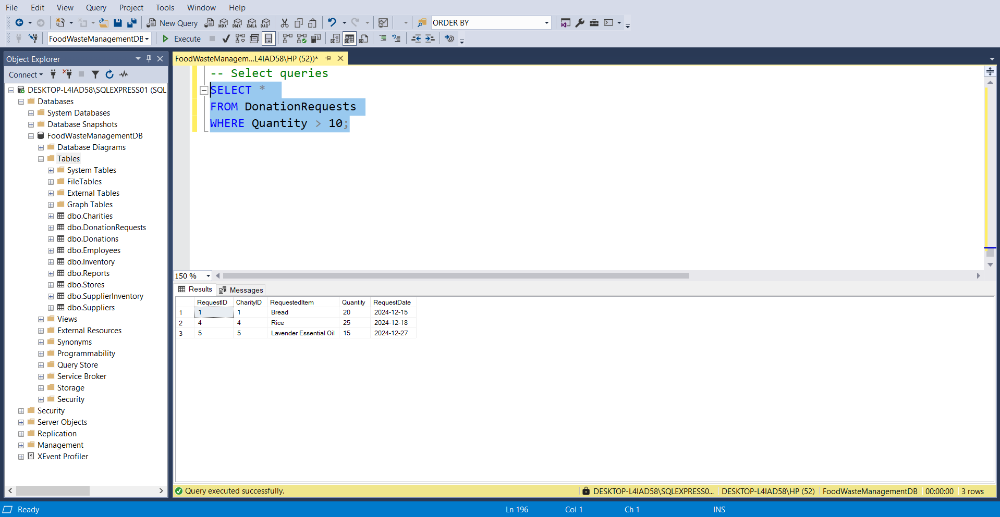 File Edit View Query Project Tools Window Help
New Query MDX DMX XMLA DAX ORDER BY
FoodWasteManagementDB Execute
Object Explorer
Connect
DESKTOP-L4IAD58\SQLEXPRESS01 (SQL
Databases
System Databases
Database Snapshots
FoodWasteManagementDB
Database Diagrams
Tables
System Tables
FileTables
External Tables
Graph Tables
dbo.Charities
dbo.DonationRequests
dbo.Donations
dbo.Employees
dbo.Inventory
dbo.Reports
dbo.Stores
dbo.SupplierInventory
dbo.Suppliers
Views
External Resources
Synonyms
Programmability
Query Store
Service Broker
Storage
Security
Security
Server Objects
Replication
Management
XEvent Profiler
FoodWasteManagem...L4IAD58\HP (52))*
-- Select queries
SELECT *
FROM DonationRequests
WHERE Quantity > 10;
150 %
Results Messages
RequestID CharityID RequestedItem Quantity RequestDate
1 1 1 Bread 20 2024-12-15
2 4 4 Rice 25 2024-12-18
3 5 5 Lavender Essential Oil 15 2024-12-27
Query executed successfully. DESKTOP-L4IAD58\SQLEXPRESS0... DESKTOP-L4IAD58\HP (52) FoodWasteManagementDB 00:00:00 3 rows
Ready Ln 196 Col 1 Ch 1 INS